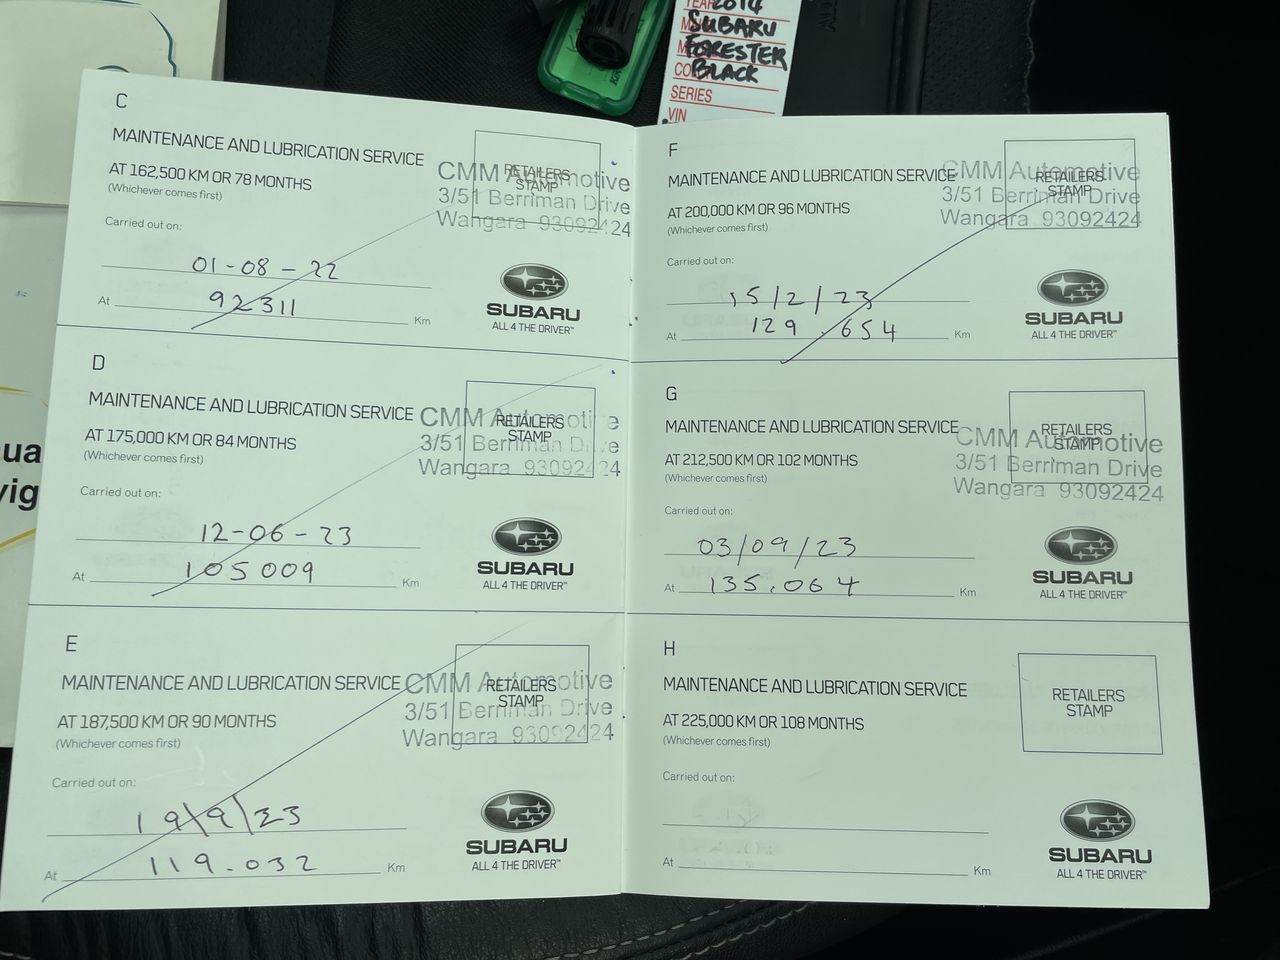 YEAR 2014
SUBARU
FORESTER
COBLACK
SERIES
VIN
C
MAINTENANCE AND LUBRICATION SERVICE
AT 162,500 KM OR 78 MONTHS
(Whichever comes first)
RETAILERS
STAMP
CMM Automotive
3/51 Berriman Drive
Wangara 93092424
Carried out on:
01-08-22
At 92311 Km
SUBARU
ALL 4 THE DRIVER™
D
MAINTENANCE AND LUBRICATION SERVICE
AT 175,000 KM OR 84 MONTHS
(Whichever comes first)
RETAILERS
STAMP
CMM Automotive
3/51 Berriman Drive
Wangara 93092424
Carried out on:
12-06-23
At 105009 Km
SUBARU
ALL 4 THE DRIVER™
E
MAINTENANCE AND LUBRICATION SERVICE
AT 187,500 KM OR 90 MONTHS
(Whichever comes first)
RETAILERS
STAMP
CMM Automotive
3/51 Berriman Drive
Wangara 93092424
Carried out on:
19/9/23
At 119.032 Km
SUBARU
ALL 4 THE DRIVER™
F
MAINTENANCE AND LUBRICATION SERVICE
AT 200,000 KM OR 96 MONTHS
(Whichever comes first)
RETAILERS
STAMP
CMM Automotive
3/51 Berriman Drive
Wangara 93092424
Carried out on:
15/2/23
At 129.654 Km
SUBARU
ALL 4 THE DRIVER™
G
MAINTENANCE AND LUBRICATION SERVICE
AT 212,500 KM OR 102 MONTHS
(Whichever comes first)
RETAILERS
STAMP
CMM Automotive
3/51 Berriman Drive
Wangara 93092424
Carried out on:
03/09/23
At 135.064 Km
SUBARU
ALL 4 THE DRIVER™
H
MAINTENANCE AND LUBRICATION SERVICE
AT 225,000 KM OR 108 MONTHS
(Whichever comes first)
RETAILERS
STAMP
Carried out on:
At Km
SUBARU
ALL 4 THE DRIVER™